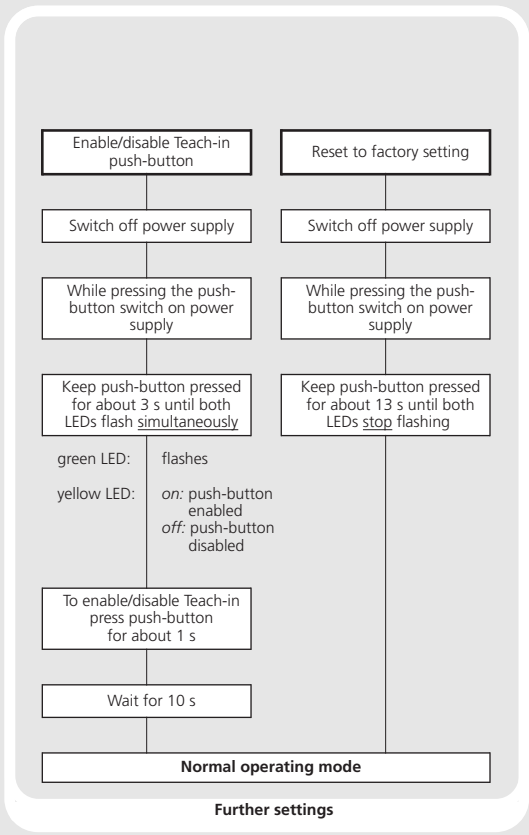 Enable/disable Teach-in
push-button
Switch off power supply
While pressing the push-
button switch on power
supply
Keep push-button pressed
for about 3 s until both
LEDs flash simultaneously
green LED: flashes
yellow LED: on: push-button
enabled
off: push-button
disabled
To enable/disable Teach-in
press push-button
for about 1 s
Wait for 10 s
Reset to factory setting
Switch off power supply
While pressing the push-
button switch on power
supply
Keep push-button pressed
for about 13 s until both
LEDs stop flashing
Normal operating mode
Further settings